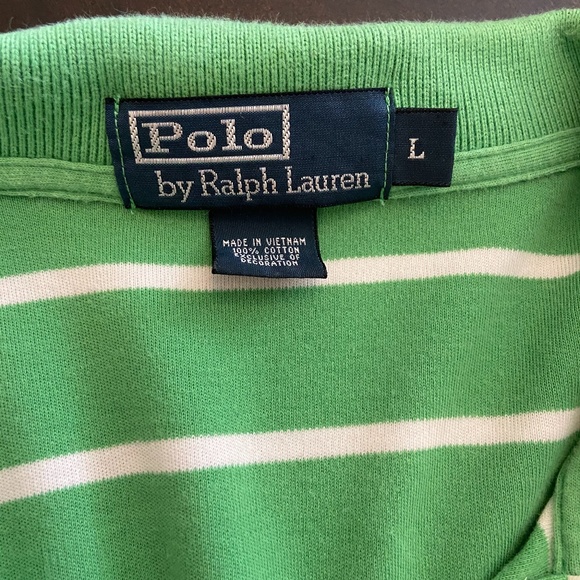 Polo
by Ralph Lauren
L
MADE IN VIETNAM
100% COTTON
EXCLUSIVE OF
DECORATION